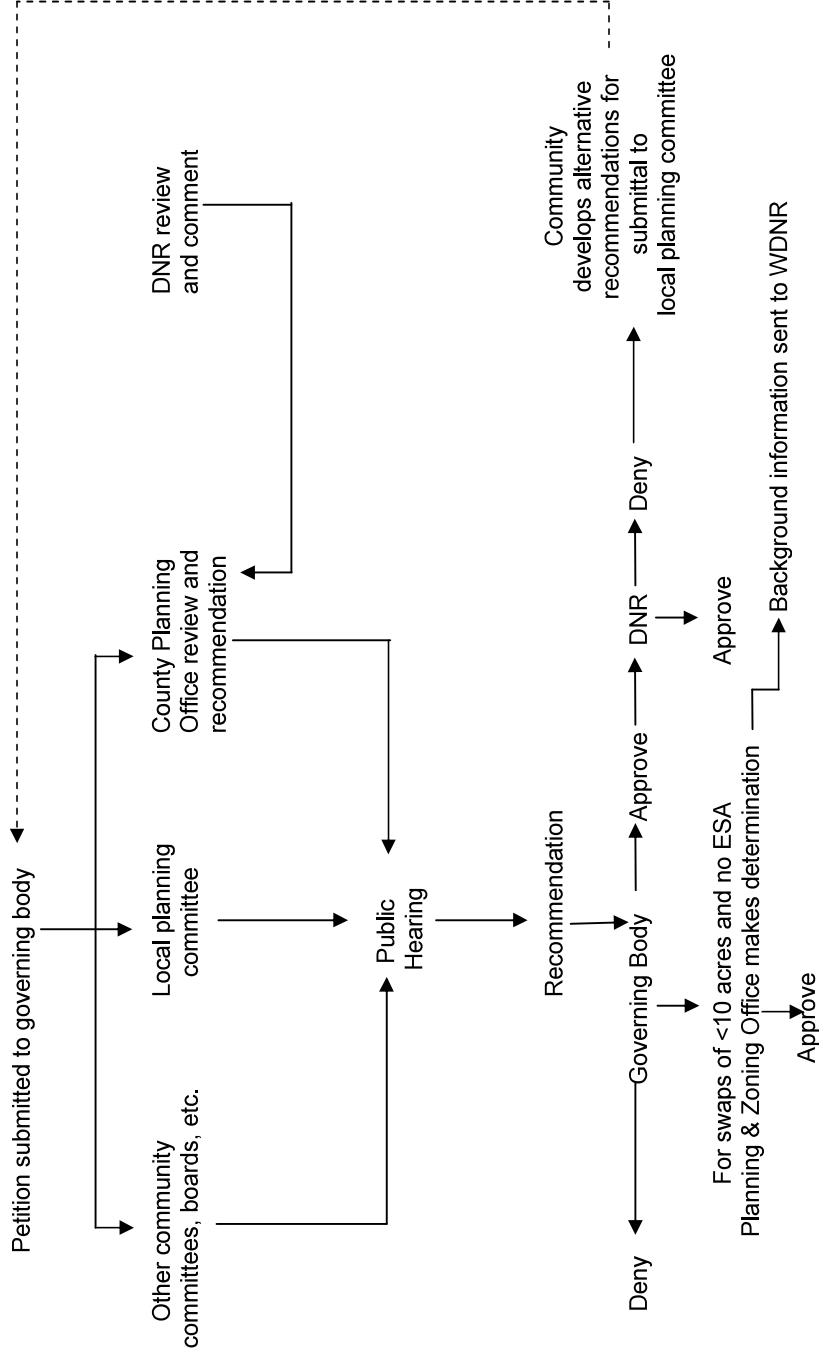 Petition submitted to governing body
Other community
committees, boards, etc.
Local planning
committee
County Planning
Office review and
recommendation
DNR review
and comment
Public
Hearing
Recommendation
Deny
Governing Body
Approve
DNR
Deny
Community
develops alternative
recommendations for
submittal to
local planning committee
For swaps of <10 acres and no ESA
Planning & Zoning Office makes determination
Approve
Approve
Background information sent to WDNR